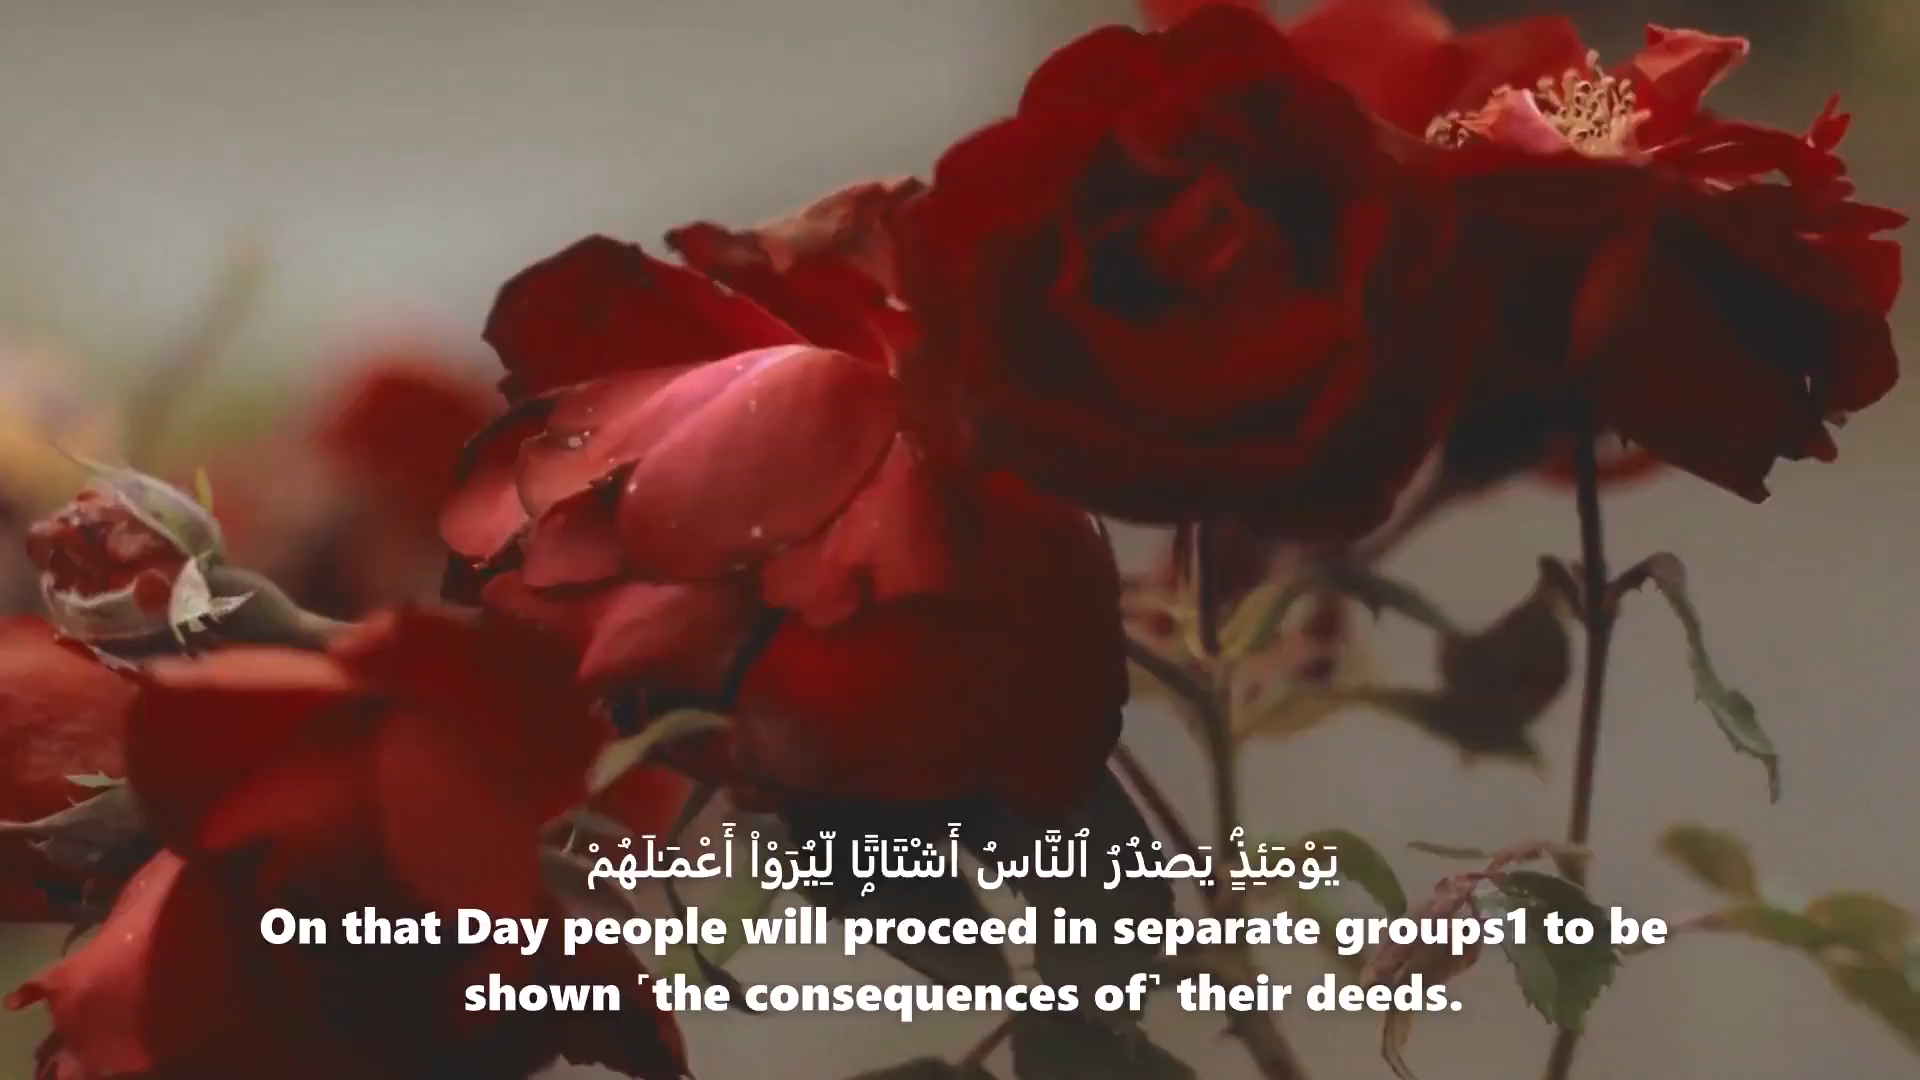 يَوْمَئِذٍۢ يَصْدُرُ ٱلنَّاسُ أَشْتَاتًۭا لِّيُرَوْا۟ أَعْمَـٰلَهُمْ
On that Day people will proceed in separate groups1 to be
shown ˹the consequences of˺ their deeds.